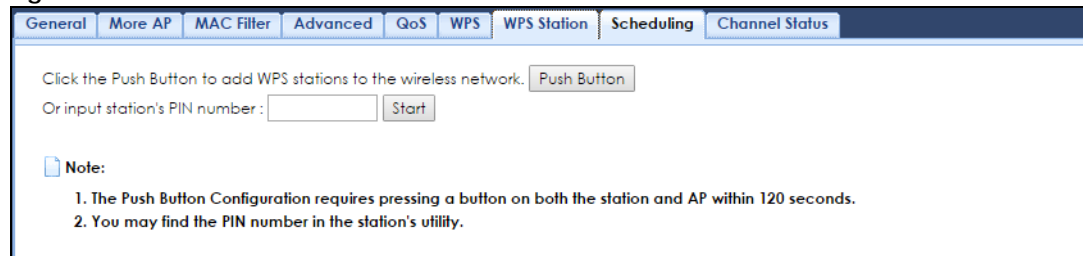 General More AP MAC Filter Advanced QoS WPS WPS Station Scheduling Channel Status
Click the Push Button to add WPS stations to the wireless network. Push Button
Or input station's PIN number : Start
Note:
1. The Push Button Configuration requires pressing a button on both the station and AP within 120 seconds.
2. You may find the PIN number in the station's utility.